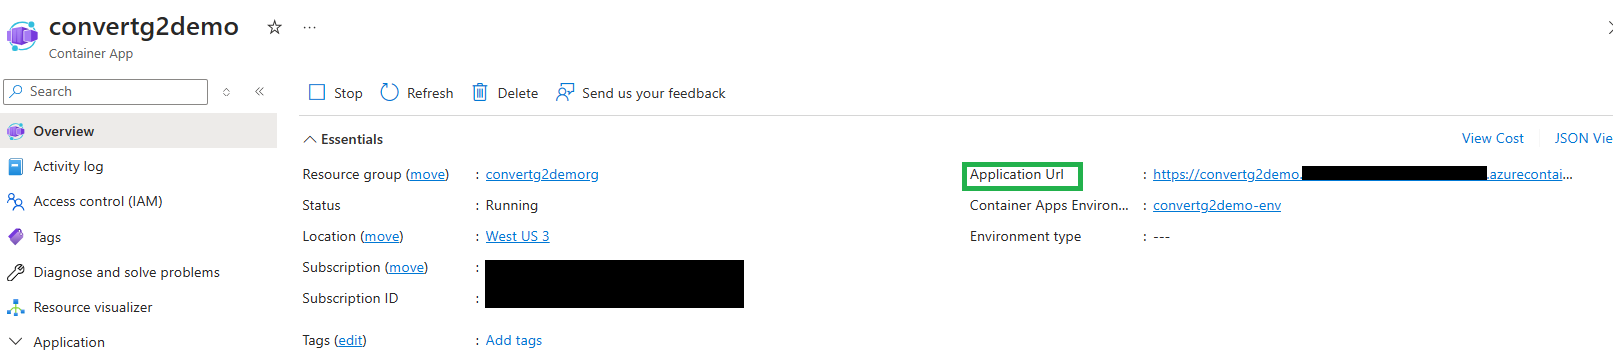 convertg2demo
...
Container App
Search
Stop
Refresh
Delete
Send us your feedback
Overview
Essentials
View Cost
JSON Vie
Activity log
Resource group (move) : convertg2demorg
Application Url : https://convertg2demo. .azurecontai...
Access control (IAM)
Status : Running
Container Apps Environ... : convertg2demo-env
Tags
Location (move) : West US 3
Environment type : ---
Diagnose and solve problems
Subscription (move) :
Resource visualizer
Subscription ID :
Application
Tags (edit) : Add tags